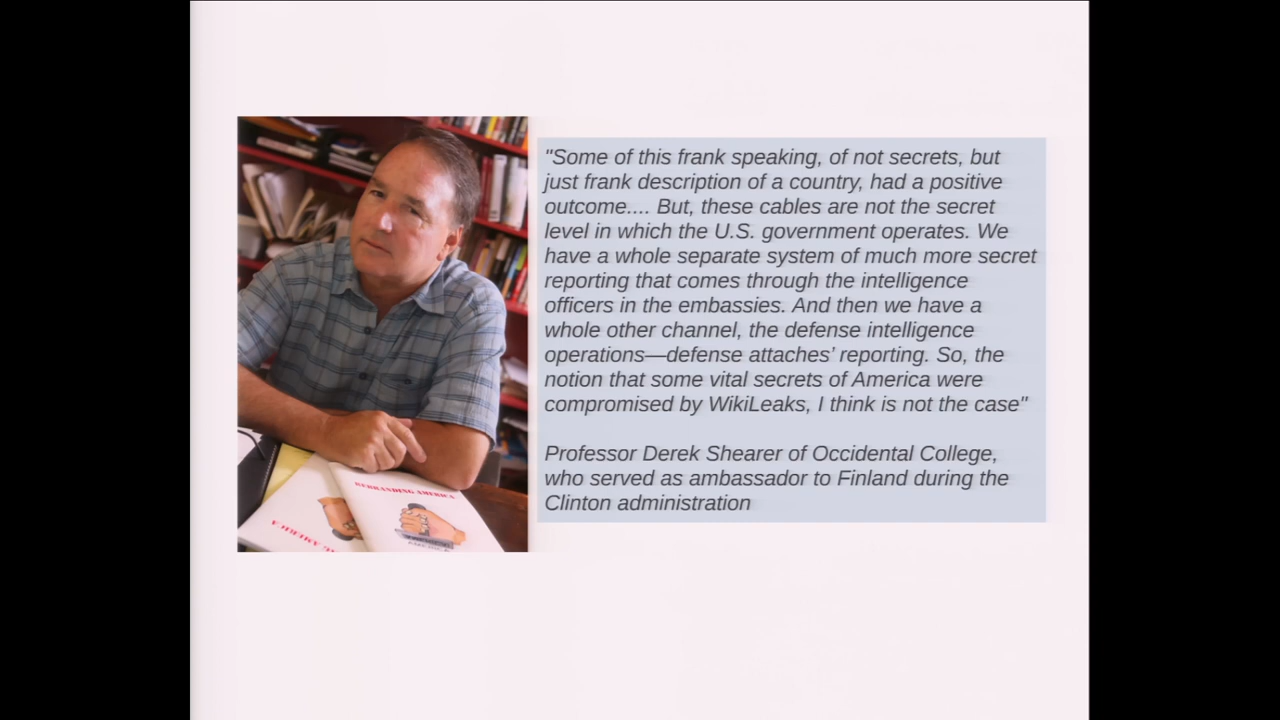 "Some of this frank speaking, of not secrets, but
just frank description of a country, had a positive
outcome.... But, these cables are not the secret
level in which the U.S. government operates. We
have a whole separate system of much more secret
reporting that comes through the intelligence
officers in the embassies. And then we have a
whole other channel, the defense intelligence
operations—defense attaches’ reporting. So, the
notion that some vital secrets of America were
compromised by WikiLeaks, I think is not the case"
Professor Derek Shearer of Occidental College,
who served as ambassador to Finland during the
Clinton administration
REBRANDING AMERICA